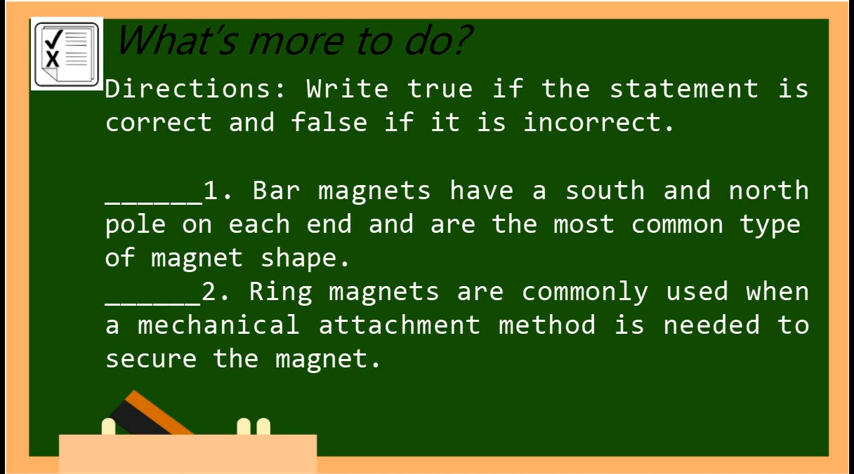 What's more to do?
Directions: Write true if the statement is
correct and false if it is incorrect.
______1. Bar magnets have a south and north
pole on each end and are the most common type
of magnet shape.
______2. Ring magnets are commonly used when
a mechanical attachment method is needed to
secure the magnet.